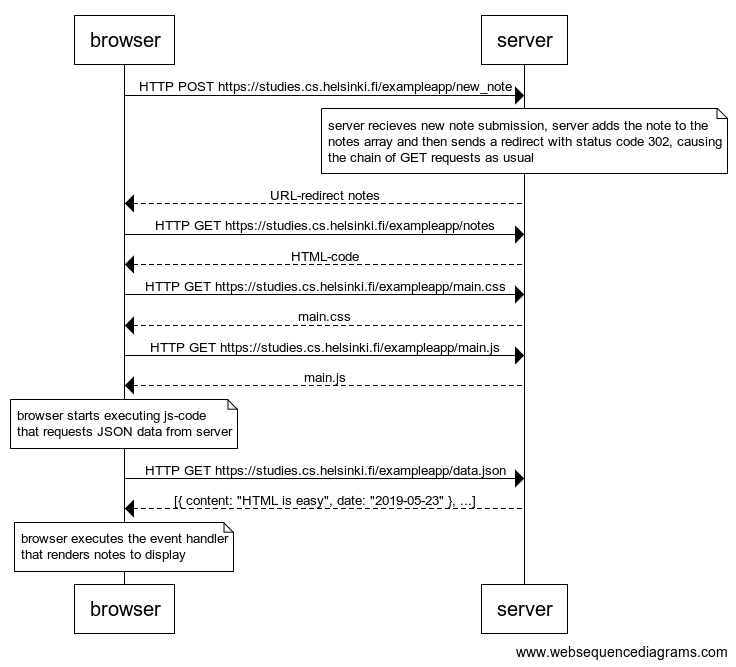 browser
server
HTTP POST https://studies.cs.helsinki.fi/exampleapp/new_note
server recieves new note submission, server adds the note to the
notes array and then sends a redirect with status code 302, causing
the chain of GET requests as usual
URL-redirect notes
HTTP GET https://studies.cs.helsinki.fi/exampleapp/notes
HTML-code
HTTP GET https://studies.cs.helsinki.fi/exampleapp/main.css
main.css
HTTP GET https://studies.cs.helsinki.fi/exampleapp/main.js
main.js
browser starts executing js-code
that requests JSON data from server
HTTP GET https://studies.cs.helsinki.fi/exampleapp/data.json
[{ content: "HTML is easy", date: "2019-05-23" }, ...]
browser executes the event handler
that renders notes to display
browser
server
www.websequencediagrams.com